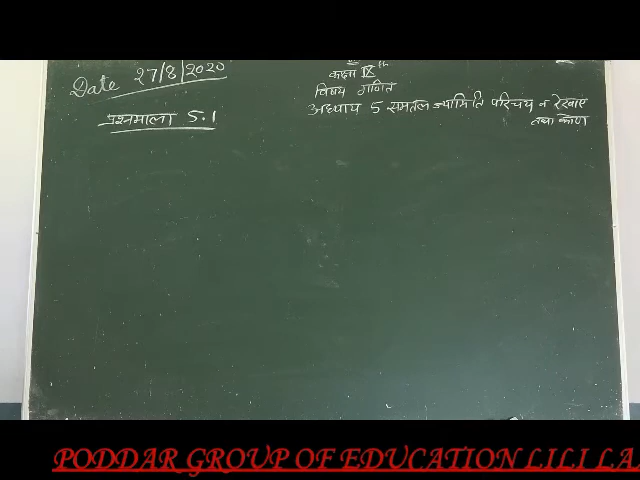 Date 27/8/2020
कक्षा IX th
विषय गणित
अध्याय 5 समतल ज्यामिति परिचय व रेखाए
तथा कोण
प्रश्नमाला 5.1
PODDAR GROUP OF EDUCATION LILI LA